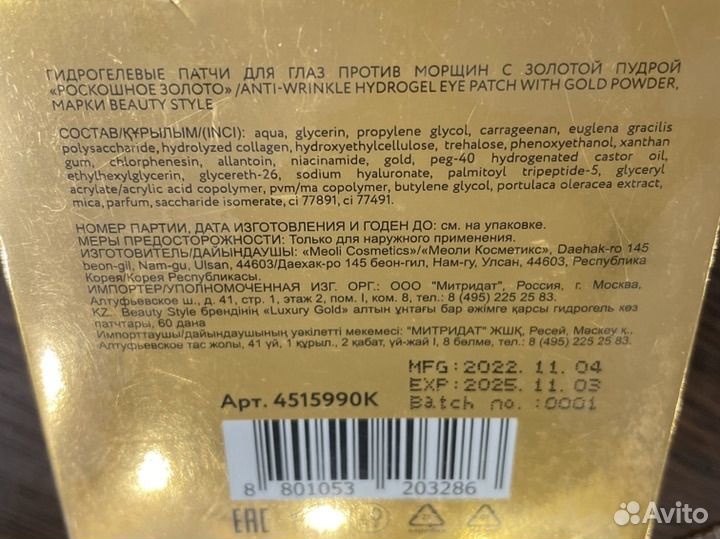 ГИДРОГЕЛЕВЫЕ ПАТЧИ ДЛЯ ГЛАЗ ПРОТИВ МОРЩИН С ЗОЛОТОЙ ПУДРОЙ
«РОСКОШНОЕ ЗОЛОТО» /ANTI-WRINKLE HYDROGEL EYE PATCH WITH GOLD POWDER,
МАРКИ BEAUTY STYLE
СОСТАВ/ҚҰРЫЛЫМ/(INCI): aqua, glycerin, propylene glycol, carrageenan, euglena gracilis
polysaccharide, hydrolyzed collagen, hydroxyethylcellulose, trehalose, phenoxyethanol, xanthan
gum, chlorphenesin, allantoin, niacinamide, gold, peg-40 hydrogenated castor oil,
ethylhexylglycerin, glycereth-26, sodium hyaluronate, palmitoyl tripeptide-5, glyceryl
acrylate/acrylic acid copolymer, pvm/ma copolymer, butylene glycol, portulaca oleracea extract,
mica, parfum, saccharide isomerate, ci 77891, ci 77491.
НОМЕР ПАРТИИ, ДАТА ИЗГОТОВЛЕНИЯ И ГОДЕН ДО: см. на упаковке.
МЕРЫ ПРЕДОСТОРОЖНОСТИ: Только для наружного применения.
ИЗГОТОВИТЕЛЬ/ДАЙЫНДАУШЫ: «Meoli Cosmetics»/«Меоли Косметикс», Daehak-ro 145
beon-gil, Nam-gu, Ulsan, 44603/Даехак-ро 145 беон-гил, Нам-гу, Улсан, 44603, Республика
Корея/Корея Республикасы.
ИМПОРТЕР/УПОЛНОМОЧЕННАЯ ИЗГ. ОРГ.: ООО "Митридат", Россия, г. Москва,
Алтуфьевское ш., д. 41, стр. 1, этаж 2, пом. I, ком. 8, тел.: 8 (495) 225 25 83.
KZ. Beauty Style брендінің «Luxury Gold» алтын ұнтағы бар әжімге қарсы гидрогель көз
патчтары, 60 дана
Импорттаушы/дайындаушының уәкілетті мекемесі: "МИТРИДАТ" ЖШҚ, Ресей, Мәскеу қ.,
Алтуфьевское тас жолы, 41 үй, 1 құрыл., 2 қабат, үй-жай I, 8 бөлме, тел.: 8 (495) 225 25 83.
MFG: 2022. 11. 04
EXP: 2025. 11. 03
Batch no. :0001
Арт. 4515990K
8 801053 203286
EAC
Avito